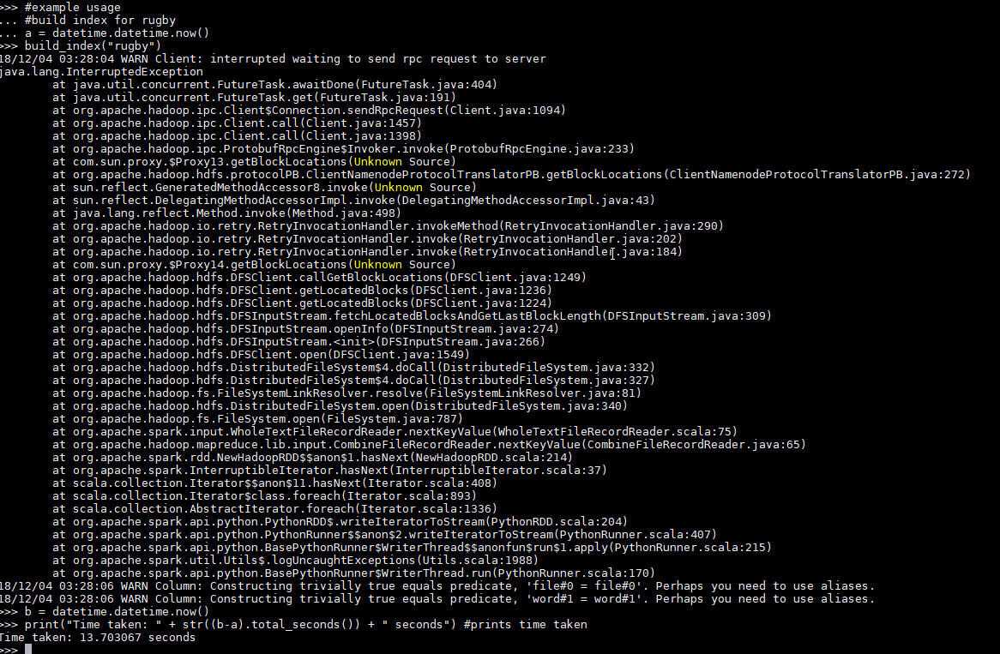 >>> #example usage
... #build index for rugby
... a = datetime.datetime.now()
>>> build_index("rugby")
18/12/04 03:28:04 WARN Client: interrupted waiting to send rpc request to server
java.lang.InterruptedException
        at java.util.concurrent.FutureTask.awaitDone(FutureTask.java:404)
        at java.util.concurrent.FutureTask.get(FutureTask.java:191)
        at org.apache.hadoop.ipc.Client$Connection.sendRpcRequest(Client.java:1094)
        at org.apache.hadoop.ipc.Client.call(Client.java:1457)
        at org.apache.hadoop.ipc.Client.call(Client.java:1398)
        at org.apache.hadoop.ipc.ProtobufRpcEngine$Invoker.invoke(ProtobufRpcEngine.java:233)
        at com.sun.proxy.$Proxy13.getBlockLocations(Unknown Source)
        at org.apache.hadoop.hdfs.protocolPB.ClientNamenodeProtocolTranslatorPB.getBlockLocations(ClientNamenodeProtocolTranslatorPB.java:272)
        at sun.reflect.GeneratedMethodAccessor8.invoke(Unknown Source)
        at sun.reflect.DelegatingMethodAccessorImpl.invoke(DelegatingMethodAccessorImpl.java:43)
        at java.lang.reflect.Method.invoke(Method.java:498)
        at org.apache.hadoop.io.retry.RetryInvocationHandler.invokeMethod(RetryInvocationHandler.java:290)
        at org.apache.hadoop.io.retry.RetryInvocationHandler.invoke(RetryInvocationHandler.java:202)
        at org.apache.hadoop.io.retry.RetryInvocationHandler.invoke(RetryInvocationHandler.java:184)
        at com.sun.proxy.$Proxy14.getBlockLocations(Unknown Source)
        at org.apache.hadoop.hdfs.DFSClient.callGetBlockLocations(DFSClient.java:1249)
        at org.apache.hadoop.hdfs.DFSClient.getLocatedBlocks(DFSClient.java:1236)
        at org.apache.hadoop.hdfs.DFSClient.getLocatedBlocks(DFSClient.java:1224)
        at org.apache.hadoop.hdfs.DFSInputStream.fetchLocatedBlocksAndGetLastBlockLength(DFSInputStream.java:309)
        at org.apache.hadoop.hdfs.DFSInputStream.openInfo(DFSInputStream.java:274)
        at org.apache.hadoop.hdfs.DFSInputStream.<init>(DFSInputStream.java:266)
        at org.apache.hadoop.hdfs.DFSClient.open(DFSClient.java:1549)
        at org.apache.hadoop.hdfs.DistributedFileSystem$4.doCall(DistributedFileSystem.java:332)
        at org.apache.hadoop.hdfs.DistributedFileSystem$4.doCall(DistributedFileSystem.java:327)
        at org.apache.hadoop.fs.FileSystemLinkResolver.resolve(FileSystemLinkResolver.java:81)
        at org.apache.hadoop.hdfs.DistributedFileSystem.open(DistributedFileSystem.java:340)
        at org.apache.hadoop.fs.FileSystem.open(FileSystem.java:787)
        at org.apache.spark.input.WholeTextFileRecordReader.nextKeyValue(WholeTextFileRecordReader.scala:75)
        at org.apache.hadoop.mapreduce.lib.input.CombineFileRecordReader.nextKeyValue(CombineFileRecordReader.java:65)
        at org.apache.spark.rdd.NewHadoopRDD$$anon$1.hasNext(NewHadoopRDD.scala:214)
        at org.apache.spark.InterruptibleIterator.hasNext(InterruptibleIterator.scala:37)
        at scala.collection.Iterator$$anon$11.hasNext(Iterator.scala:408)
        at scala.collection.Iterator$class.foreach(Iterator.scala:893)
        at scala.collection.AbstractIterator.foreach(Iterator.scala:1336)
        at org.apache.spark.api.python.PythonRDD$.writeIteratorToStream(PythonRDD.scala:204)
        at org.apache.spark.api.python.PythonRunner$$anon$2.writeIteratorToStream(PythonRunner.scala:407)
        at org.apache.spark.api.python.BasePythonRunner$WriterThread$$anonfun$run$1.apply(PythonRunner.scala:215)
        at org.apache.spark.util.Utils$.logUncaughtExceptions(Utils.scala:1988)
        at org.apache.spark.api.python.BasePythonRunner$WriterThread.run(PythonRunner.scala:170)
18/12/04 03:28:06 WARN Column: Constructing trivially true equals predicate, 'file#0 = file#0'. Perhaps you need to use aliases.
18/12/04 03:28:06 WARN Column: Constructing trivially true equals predicate, 'word#1 = word#1'. Perhaps you need to use aliases.
>>> b = datetime.datetime.now()
>>> print("Time taken: " + str((b-a).total_seconds()) + " seconds") #prints time taken
Time taken: 13.703067 seconds
>>>